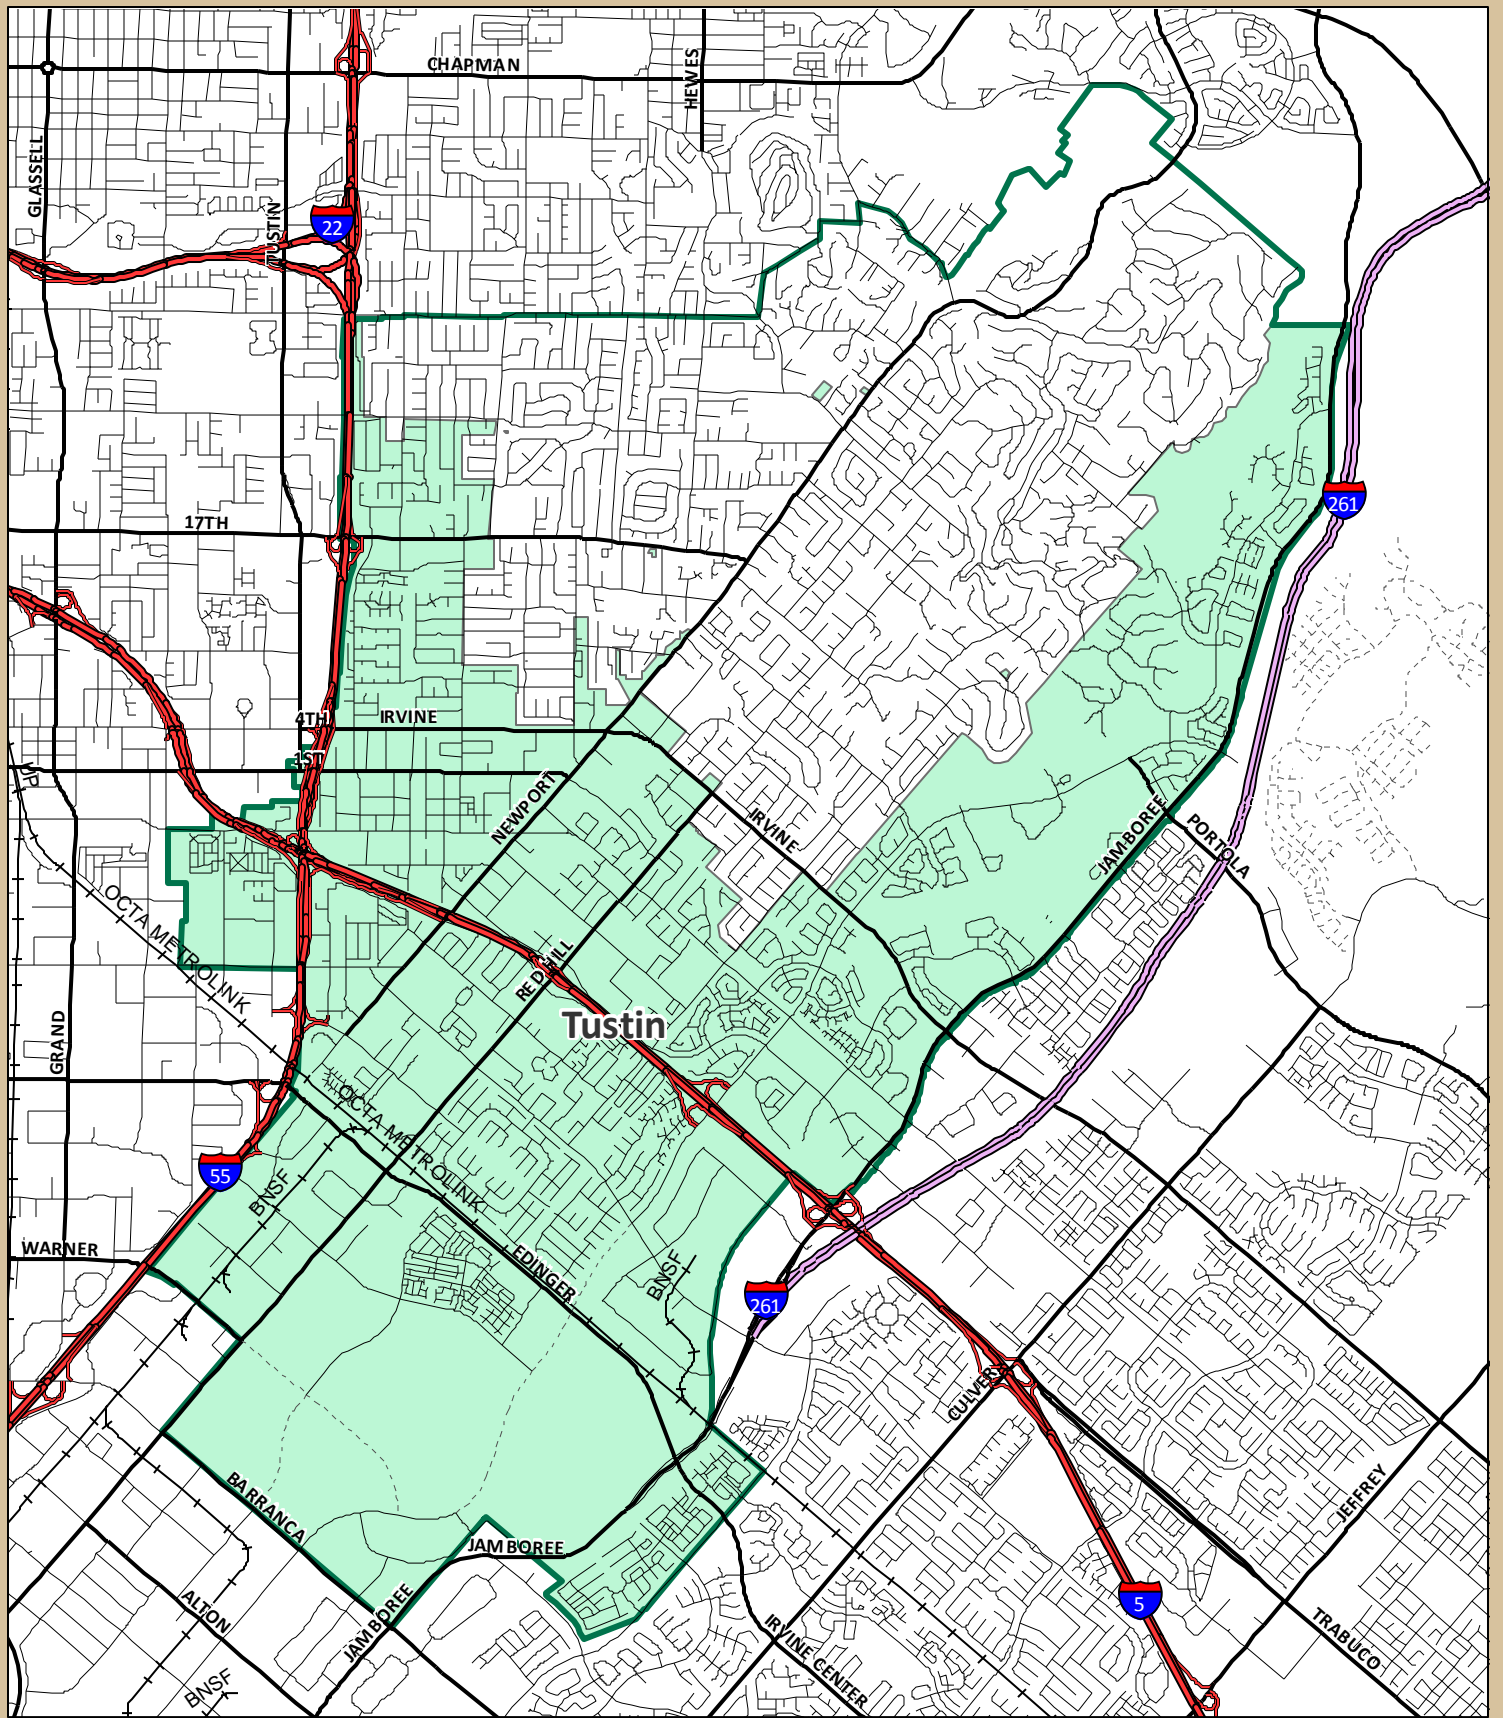 CHAPMAN
HEWES
GLASSELL
TUSTIN
22
261
17TH
4TH
IRVINE
1ST
UP
NEWPORT
IRVINE
JAMBOREE
PORTOLA
OCTA METROLINK
RED HILL
Tustin
GRAND
OCTA METROLINK
55
BNSF
WARNER
EDINGER
BNSF
261
CULVER
BARRANCA
JAMBOREE
JEFFREY
ALTON
JAMBOREE
5
IRVINE CENTER
TRABUCO
BNSF